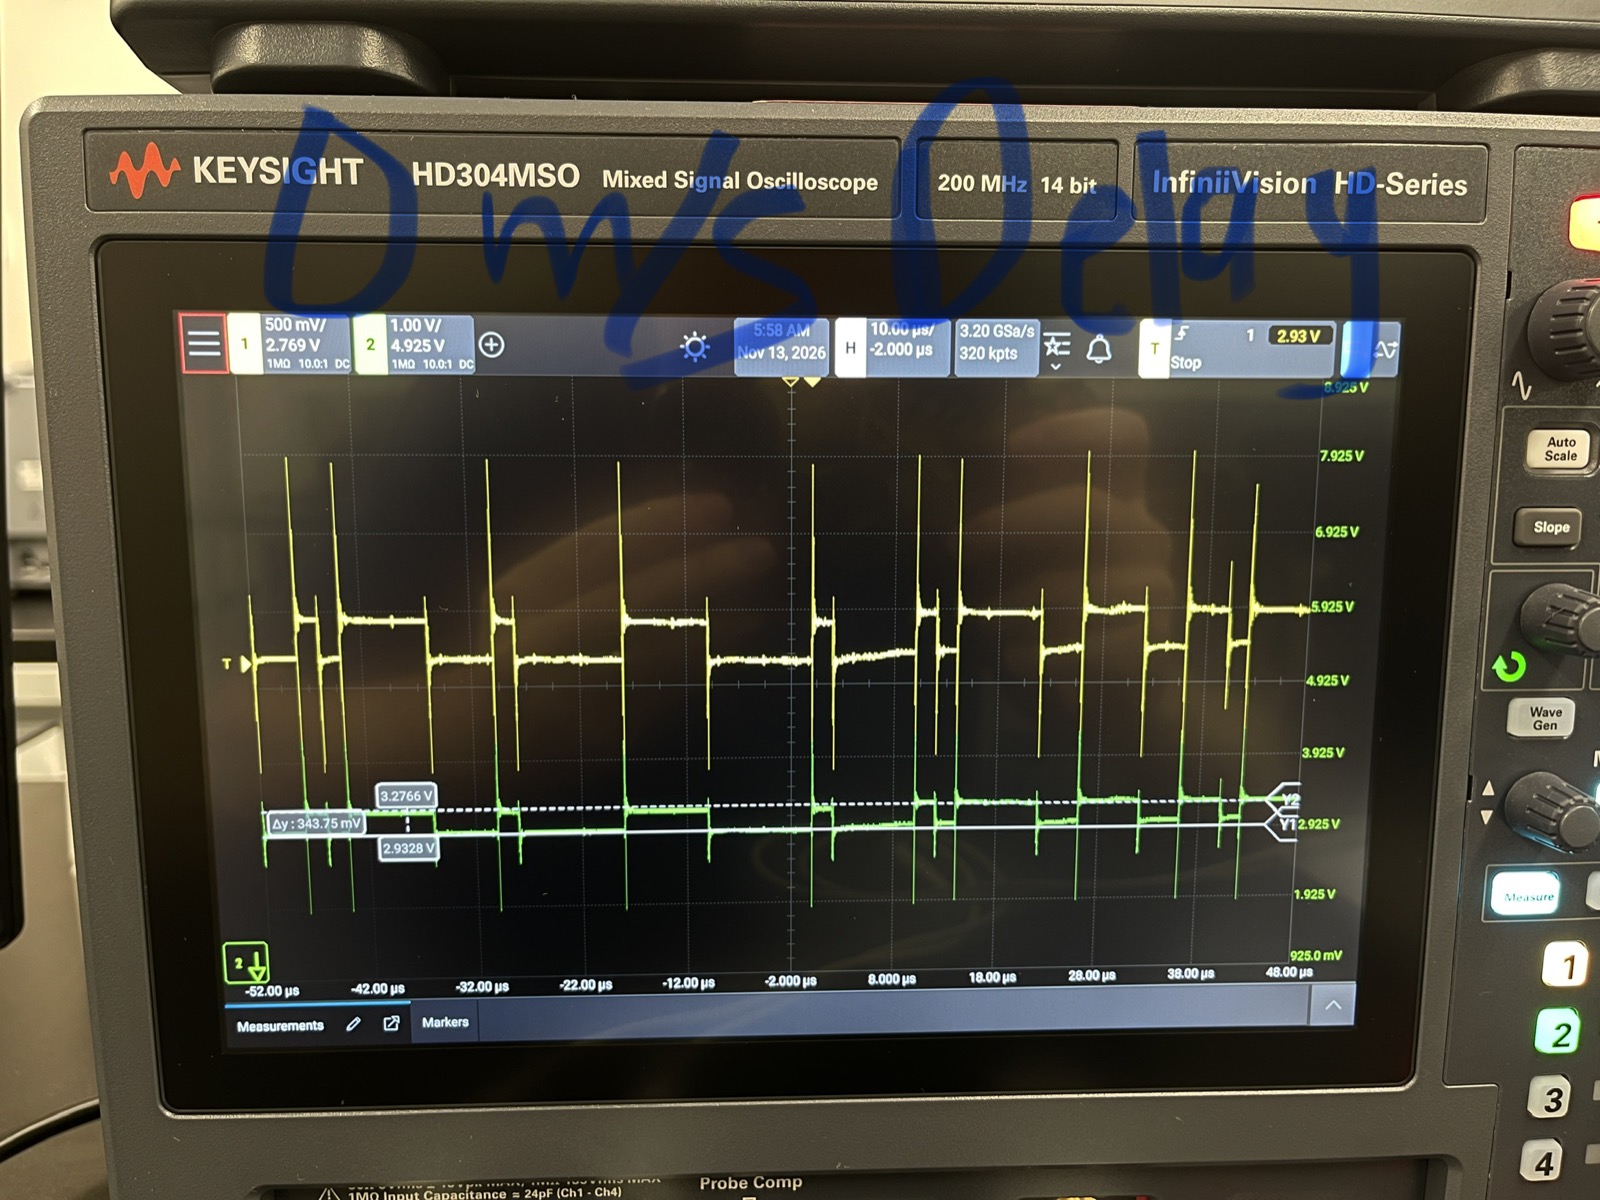 0 m/s Delay
KEYSIGHT HD304MSO Mixed Signal Oscilloscope 200 MHz 14 bit InfiniiVision HD-Series
1 500 mV/ 2.769 V 1MΩ 10.0:1 DC
2 1.00 V/ 4.925 V 1MΩ 10.0:1 DC
5:58 AM
Nov 13, 2026
H 10.00 µs/ -2.000 µs
3.20 GSa/s
320 kpts
T 1 2.93 V
Stop
8.925 V
7.925 V
6.925 V
5.925 V
T
4.925 V
3.925 V
3.2766 V
Y2
Δy : 343.75 mV
Y1 2.925 V
2.9328 V
1.925 V
2
925.0 mV
-52.00 µs -42.00 µs -32.00 µs -22.00 µs -12.00 µs -2.000 µs 8.000 µs 18.00 µs 28.00 µs 38.00 µs 48.00 µs
Measurements Markers
Auto
Scale
Slope
Wave
Gen
Measure
1
2
3
4
Probe Comp
1MΩ Input Capacitance ≈ 24pF (Ch1 - Ch4)